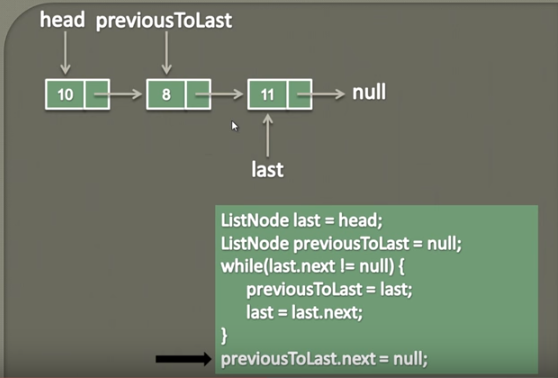 head previousToLast
10 8 11 null
last
ListNode last = head;
ListNode previousToLast = null;
while(last.next != null) {
previousToLast = last;
last = last.next;
}
previousToLast.next = null;